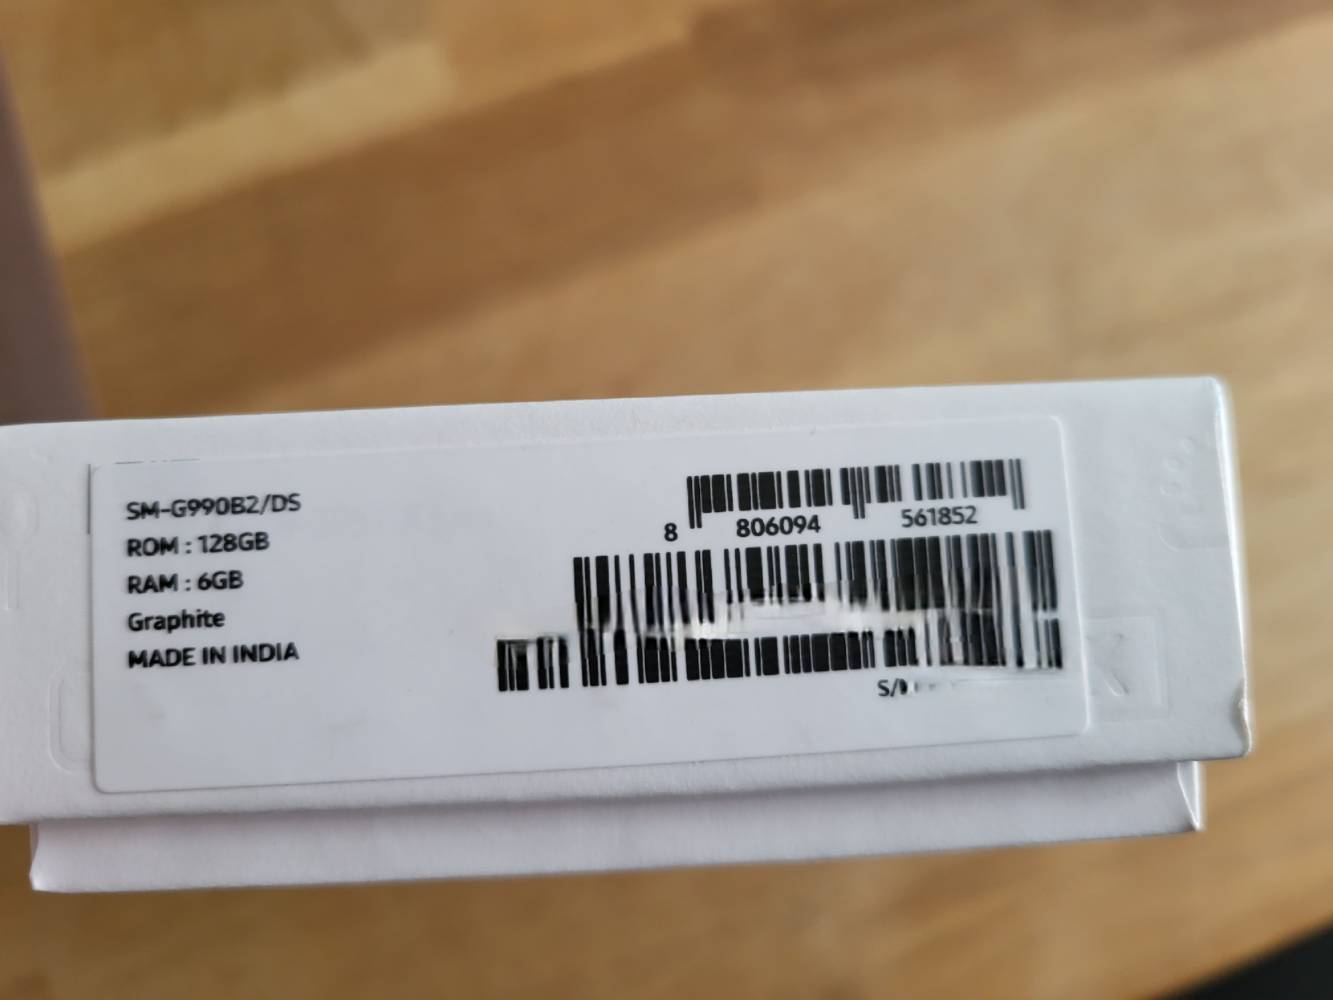 SM-G990B2/DS
ROM : 128GB
RAM : 6GB
Graphite
MADE IN INDIA
8 806094 561852